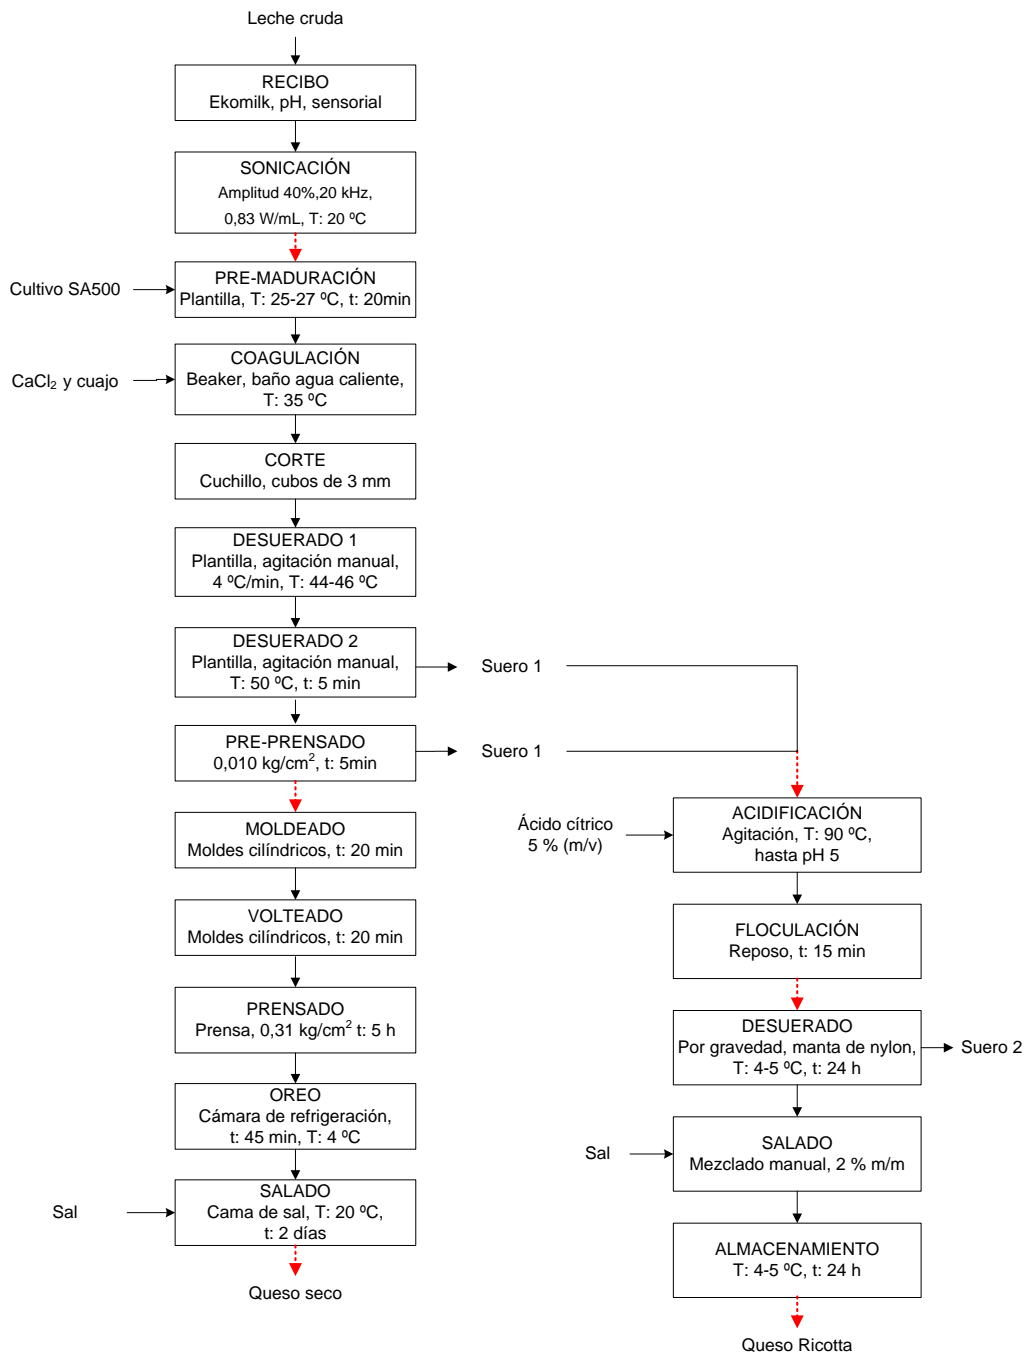 Leche cruda
RECIBO
Ekomilk, pH, sensorial
SONICACIÓN
Amplitud 40%,20 kHz,
0,83 W/mL, T: 20 ºC
Cultivo SA500
PRE-MADURACIÓN
Plantilla, T: 25-27 ºC, t: 20min
CaCl₂ y cuajo
COAGULACIÓN
Beaker, baño agua caliente,
T: 35 ºC
CORTE
Cuchillo, cubos de 3 mm
DESUERADO 1
Plantilla, agitación manual,
4 ºC/min, T: 44-46 ºC
DESUERADO 2
Plantilla, agitación manual,
T: 50 ºC, t: 5 min
Suero 1
PRE-PRENSADO
0,010 kg/cm², t: 5min
Suero 1
MOLDEADO
Moldes cilíndricos, t: 20 min
VOLTEADO
Moldes cilíndricos, t: 20 min
PRENSADO
Prensa, 0,31 kg/cm² t: 5 h
OREO
Cámara de refrigeración,
t: 45 min, T: 4 ºC
Sal
SALADO
Cama de sal, T: 20 ºC,
t: 2 días
Queso seco
Ácido cítrico
5 % (m/v)
ACIDIFICACIÓN
Agitación, T: 90 ºC,
hasta pH 5
FLOCULACIÓN
Reposo, t: 15 min
DESUERADO
Por gravedad, manta de nylon,
T: 4-5 ºC, t: 24 h
Suero 2
Sal
SALADO
Mezclado manual, 2 % m/m
ALMACENAMIENTO
T: 4-5 ºC, t: 24 h
Queso Ricotta